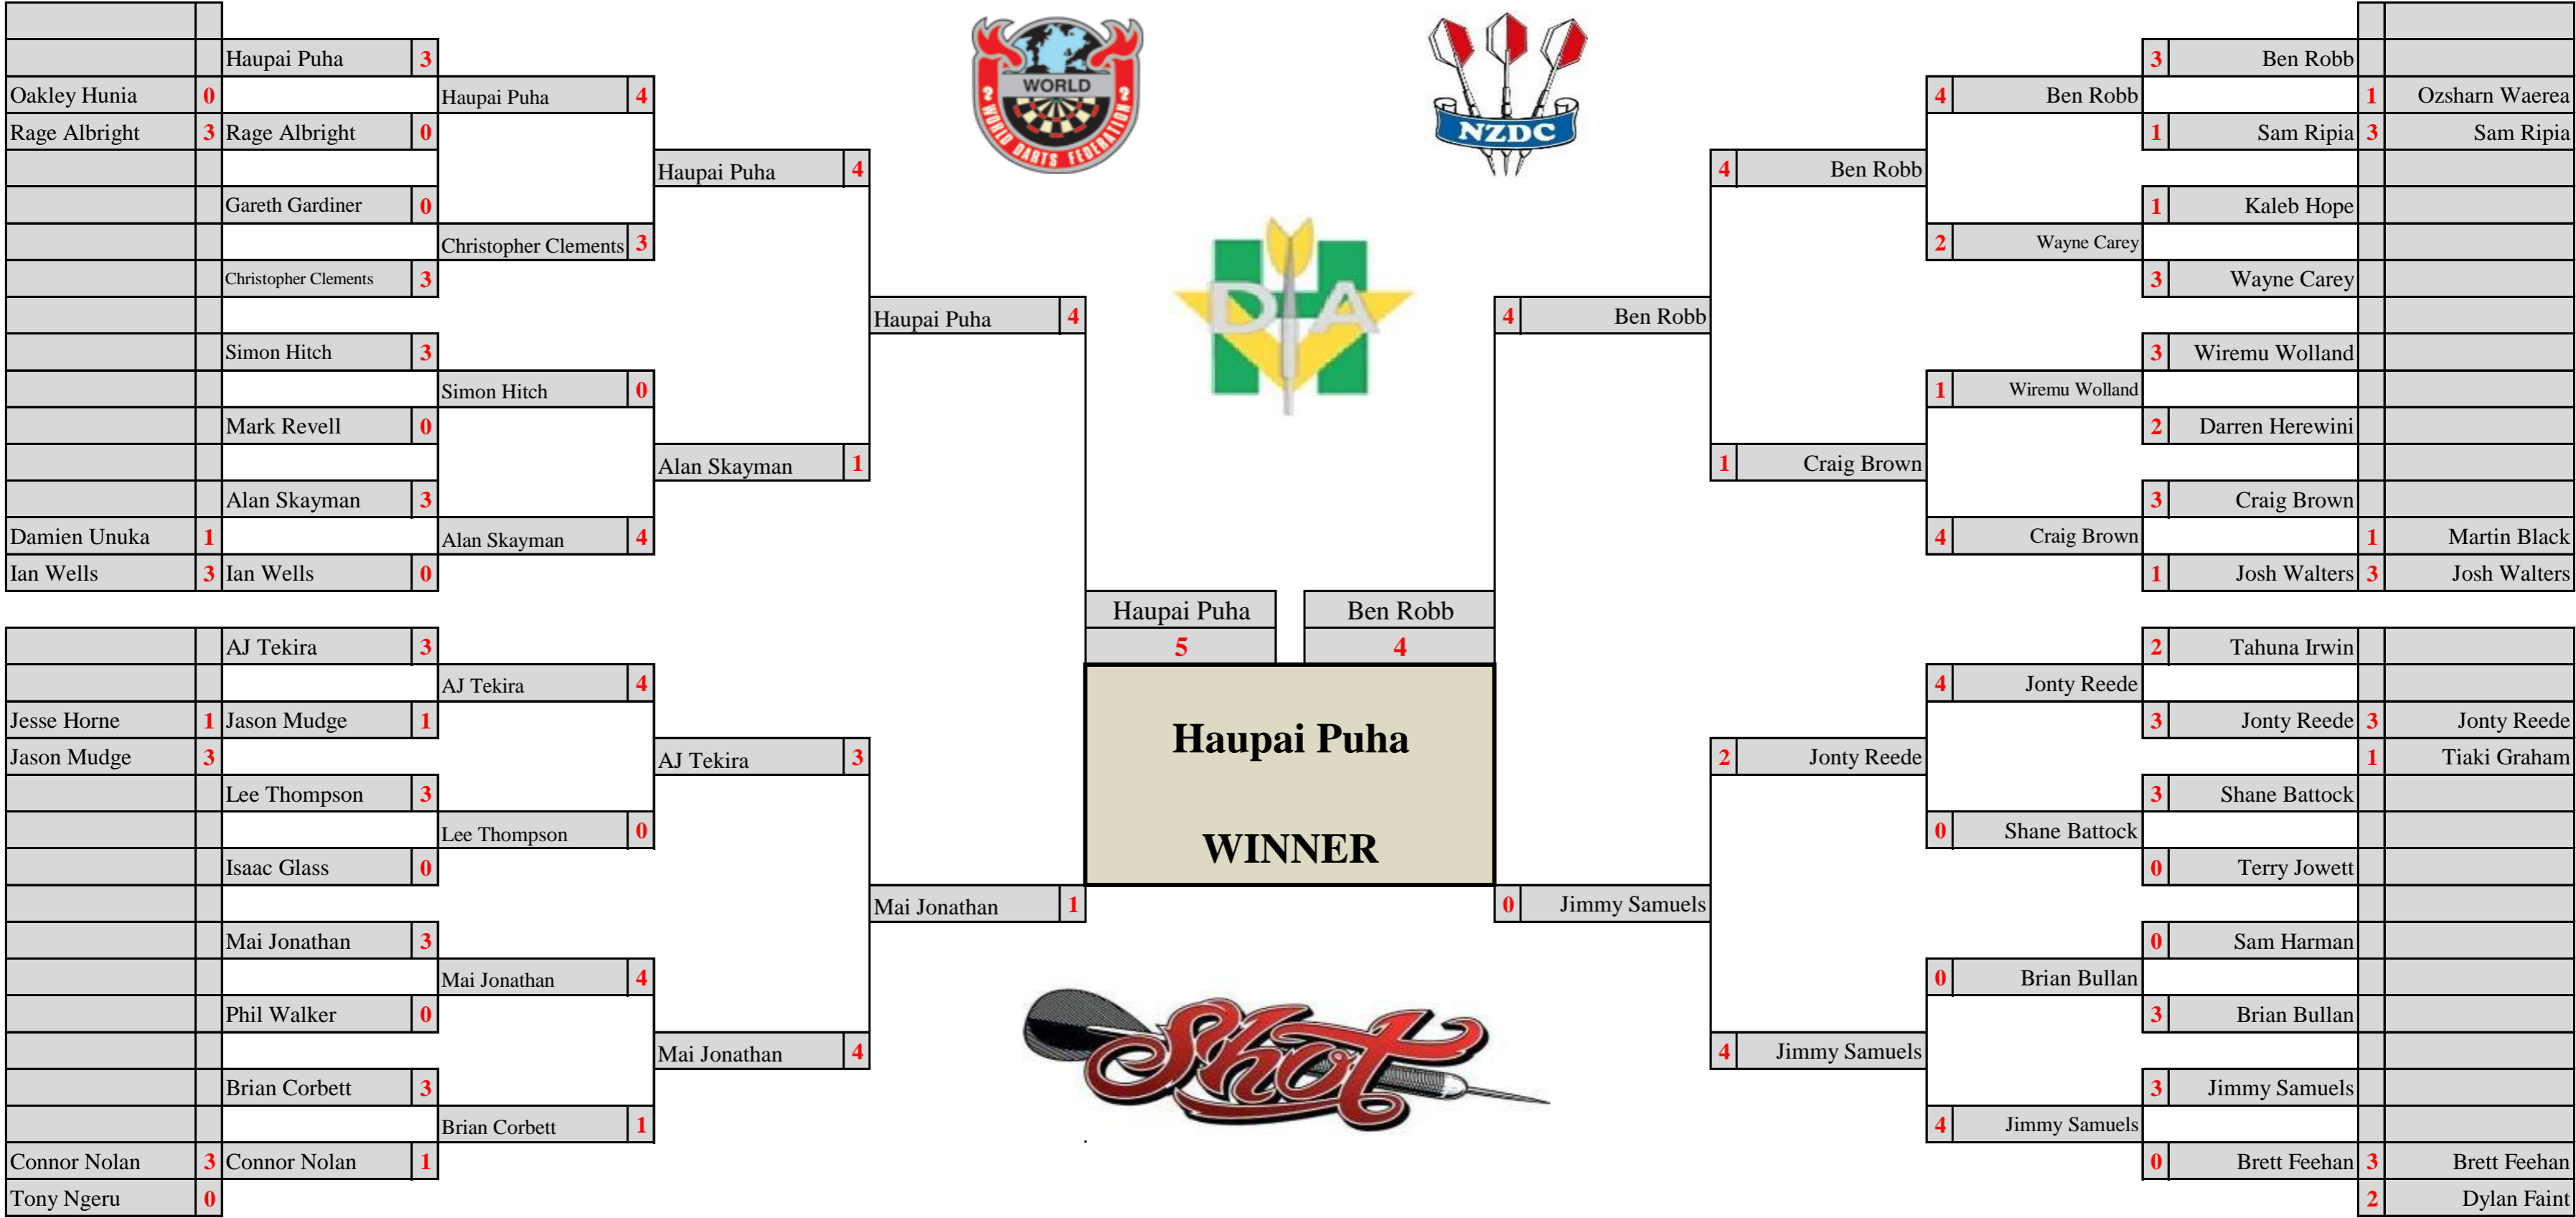 Haupai Puha 3
Oakley Hunia 0
Haupai Puha 4
Rage Albright 3 Rage Albright 0
Haupai Puha 4
Gareth Gardiner 0
Christopher Clements 3
Christopher Clements 3
Haupai Puha 4
Simon Hitch 3
Simon Hitch 0
Mark Revell 0
Alan Skayman 1
Alan Skayman 3
Damien Unuka 1
Alan Skayman 4
Ian Wells 3 Ian Wells 0
AJ Tekira 3
AJ Tekira 4
Jesse Horne 1 Jason Mudge 1
Jason Mudge 3
AJ Tekira 3
Lee Thompson 3
Lee Thompson 0
Isaac Glass 0
Mai Jonathan 1
Mai Jonathan 3
Mai Jonathan 4
Phil Walker 0
Mai Jonathan 4
Brian Corbett 3
Brian Corbett 1
Connor Nolan 3 Connor Nolan 1
Tony Ngeru 0
WORLD
WORLD DARTS FEDERATION
NZDC
D A
Haupai Puha Ben Robb
5 4
Haupai Puha
WINNER
Shot
3 Ben Robb
4 Ben Robb
1 Ozsharn Waerea
1 Sam Ripia 3 Sam Ripia
4 Ben Robb
1 Kaleb Hope
2 Wayne Carey
3 Wayne Carey
4 Ben Robb
3 Wiremu Wolland
1 Wiremu Wolland
2 Darren Herewini
1 Craig Brown
3 Craig Brown
4 Craig Brown
1 Martin Black
1 Josh Walters 3 Josh Walters
2 Tahuna Irwin
4 Jonty Reede
3 Jonty Reede 3 Jonty Reede
2 Jonty Reede
1 Tiaki Graham
3 Shane Battock
0 Shane Battock
0 Terry Jowett
0 Jimmy Samuels
0 Sam Harman
0 Brian Bullan
3 Brian Bullan
4 Jimmy Samuels
3 Jimmy Samuels
4 Jimmy Samuels
0 Brett Feehan 3 Brett Feehan
2 Dylan Faint